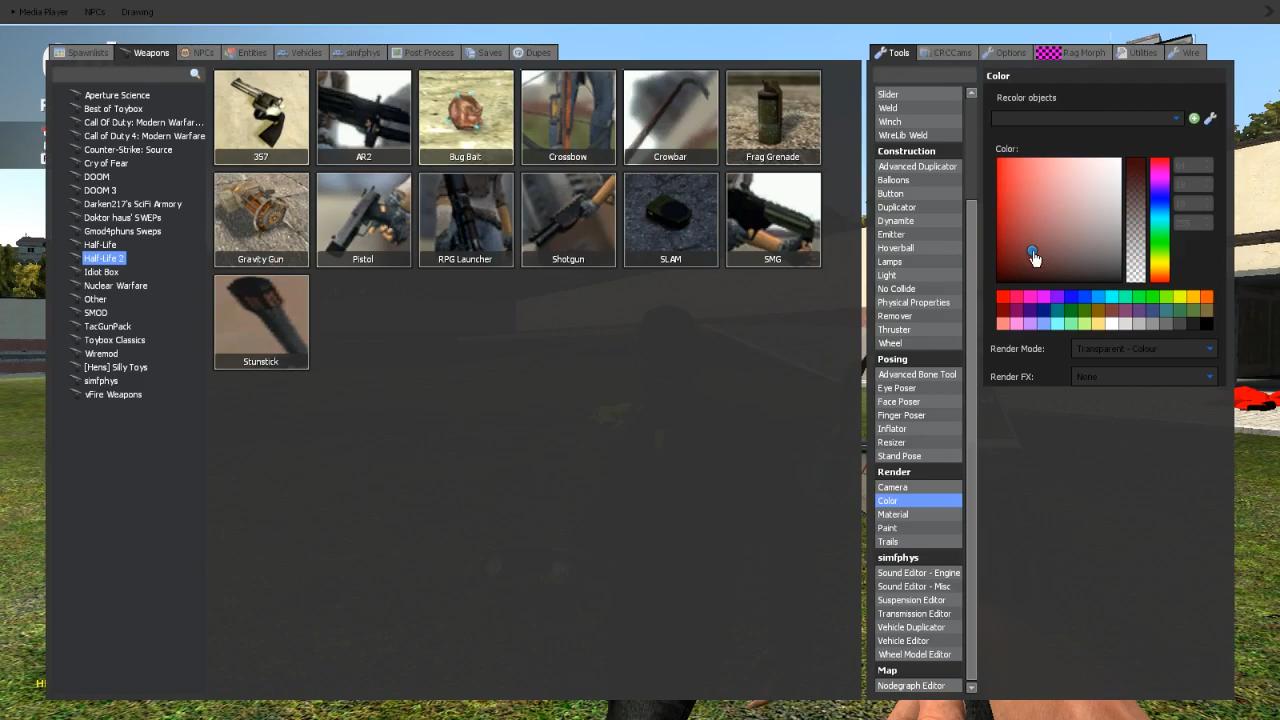 Media Player NPCs Drawing
Spawnlists Weapons NPCs Entities Vehicles simfphys Post Process Saves Dupes
Aperture Science
Best of Toybox
Call Of Duty: Modern Warfar...
Call of Duty 4: Modern Warfare
Counter-Strike: Source
Cry of Fear
DOOM
DOOM 3
Darken217's SciFi Armory
Doktor haus' SWEPs
Gmod4phuns Sweps
Half-Life
Half-Life 2
Idiot Box
Nuclear Warfare
Other
SMOD
TacGunPack
Toybox Classics
Wiremod
[Hens] Silly Toys
simfphys
vFire Weapons
357 AR2 Bug Bait Crossbow Crowbar Frag Grenade
Gravity Gun Pistol RPG Launcher Shotgun SLAM SMG
Stunstick
Tools CRCCams Options Rag Morph Utilities Wire
Slider
Weld
Winch
WireLib Weld
Construction
Advanced Duplicator
Balloons
Button
Duplicator
Dynamite
Emitter
Hoverball
Lamps
Light
No Collide
Physical Properties
Remover
Thruster
Wheel
Posing
Advanced Bone Tool
Eye Poser
Face Poser
Finger Poser
Inflator
Resizer
Stand Pose
Render
Camera
Color
Material
Paint
Trails
simfphys
Sound Editor - Engine
Sound Editor - Misc
Suspension Editor
Transmission Editor
Vehicle Duplicator
Vehicle Editor
Wheel Model Editor
Map
Nodegraph Editor
Color
Recolor objects
Color:
Render Mode: Transparent - Colour
Render FX: None